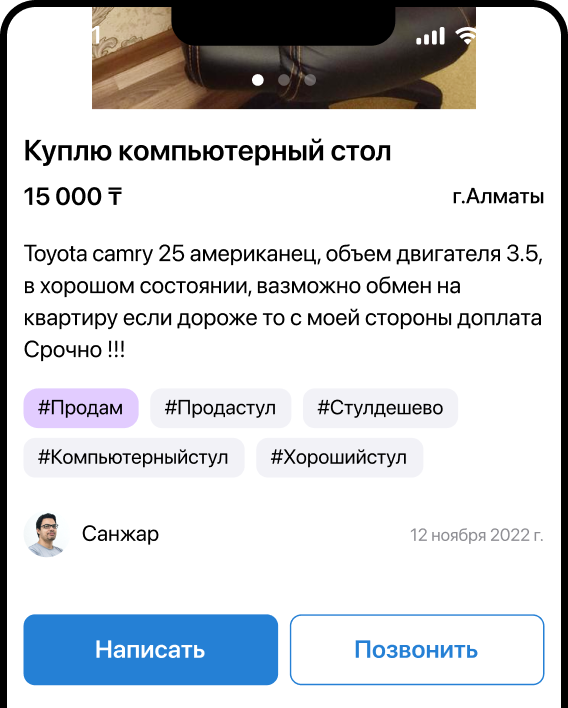 1
Куплю компьютерный стол
15 000 ₸ г.Алматы
Toyota camry 25 американец, объем двигателя 3.5,
в хорошом состоянии, вазможно обмен на
квартиру если дороже то с моей стороны доплата
Срочно !!!
#Продам #Продастул #Стулдешево
#Компьютерныйстул #Хорошийстул
Санжар 12 ноября 2022 г.
Написать Позвонить